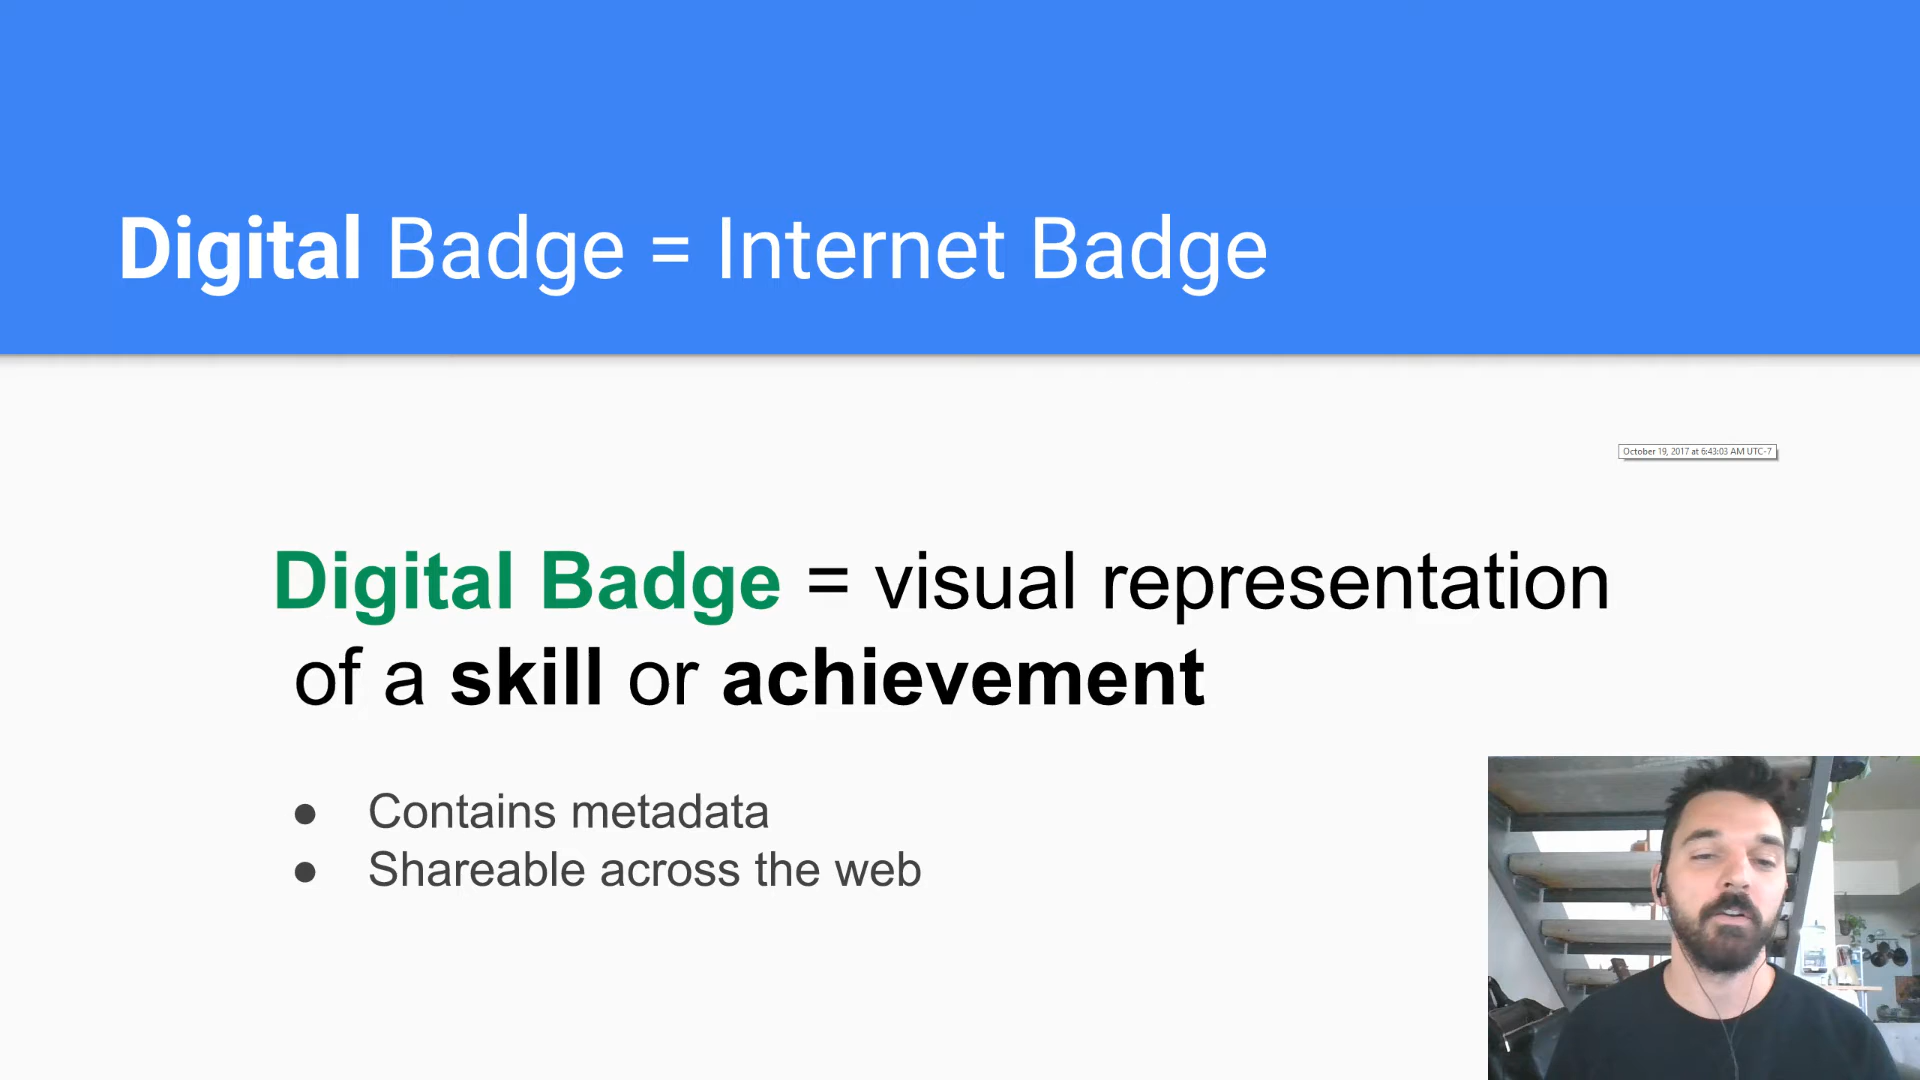 Digital Badge = Internet Badge
October 19, 2017 at 6:43:03 AM UTC-7
Digital Badge = visual representation
of a skill or achievement
● Contains metadata
● Shareable across the web